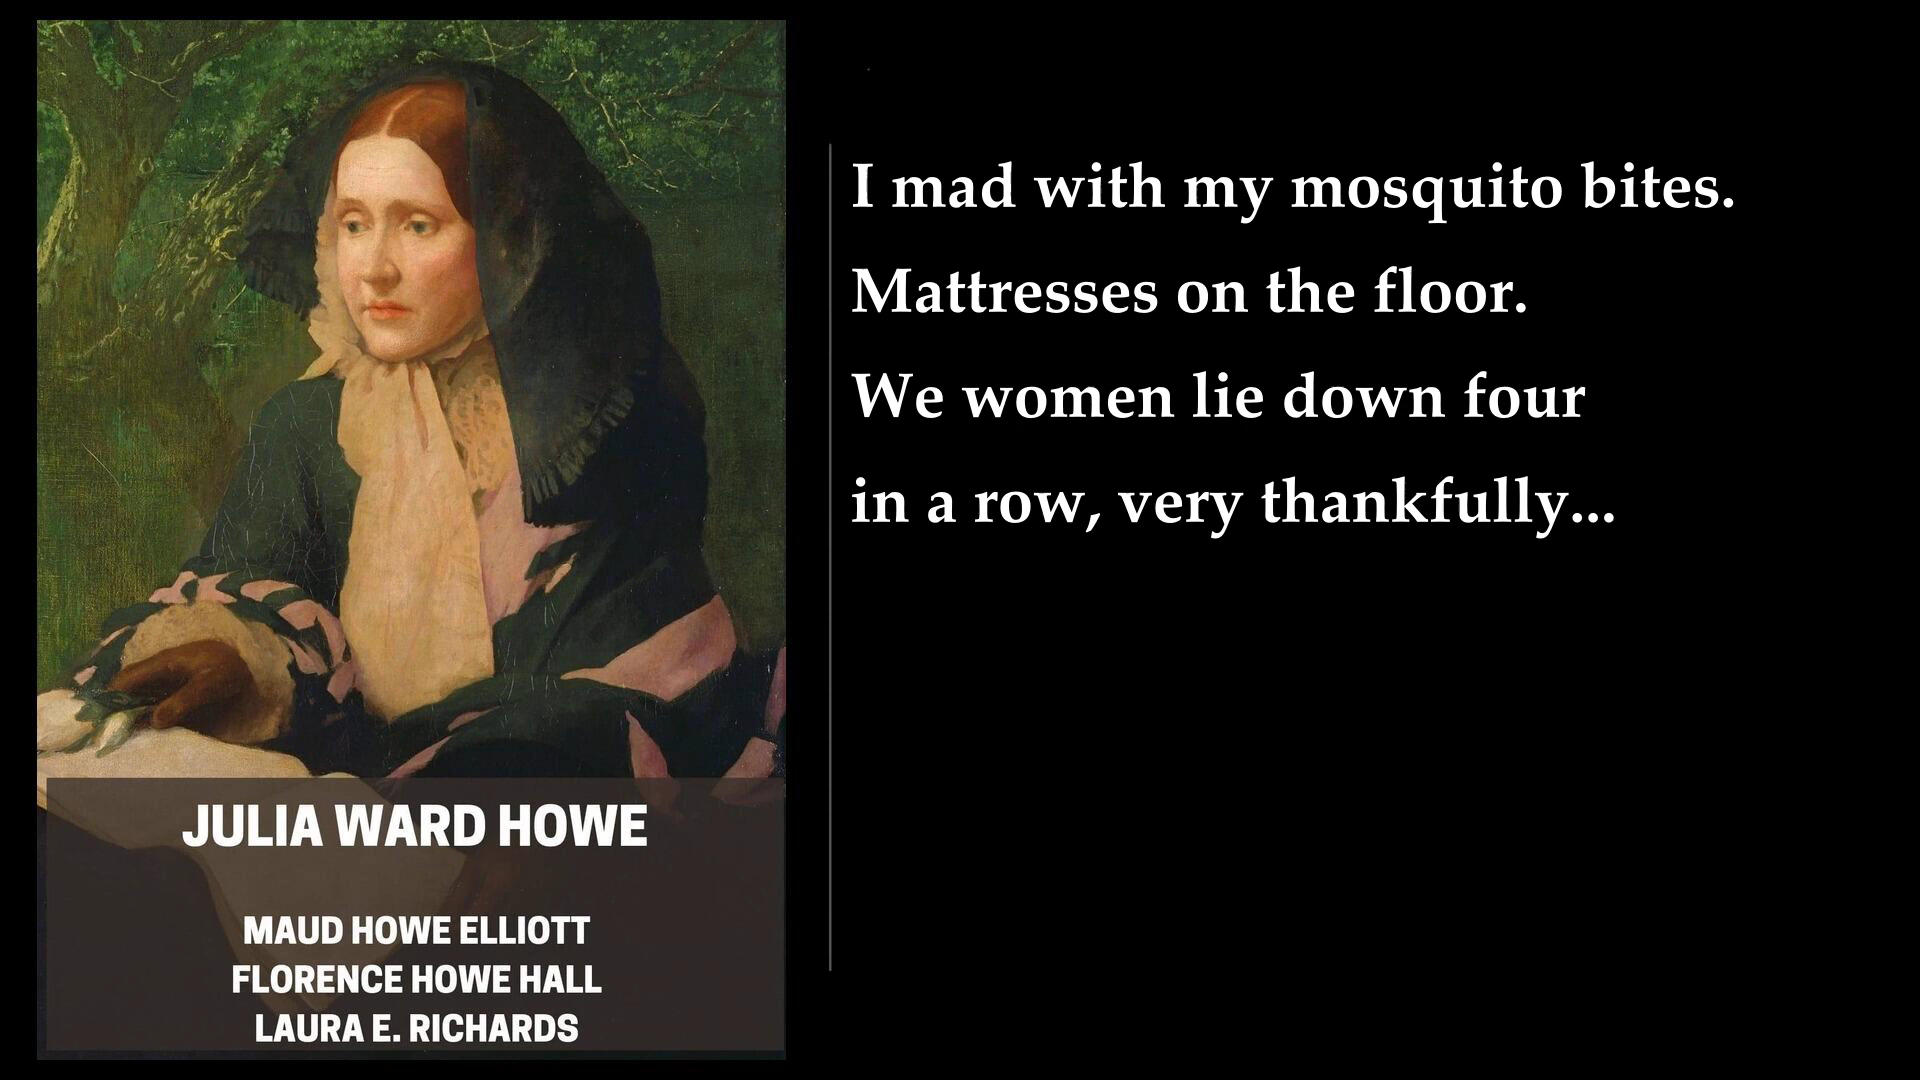 I mad with my mosquito bites.
Mattresses on the floor.
We women lie down four
in a row, very thankfully...
JULIA WARD HOWE
MAUD HOWE ELLIOTT
FLORENCE HOWE HALL
LAURA E. RICHARDS